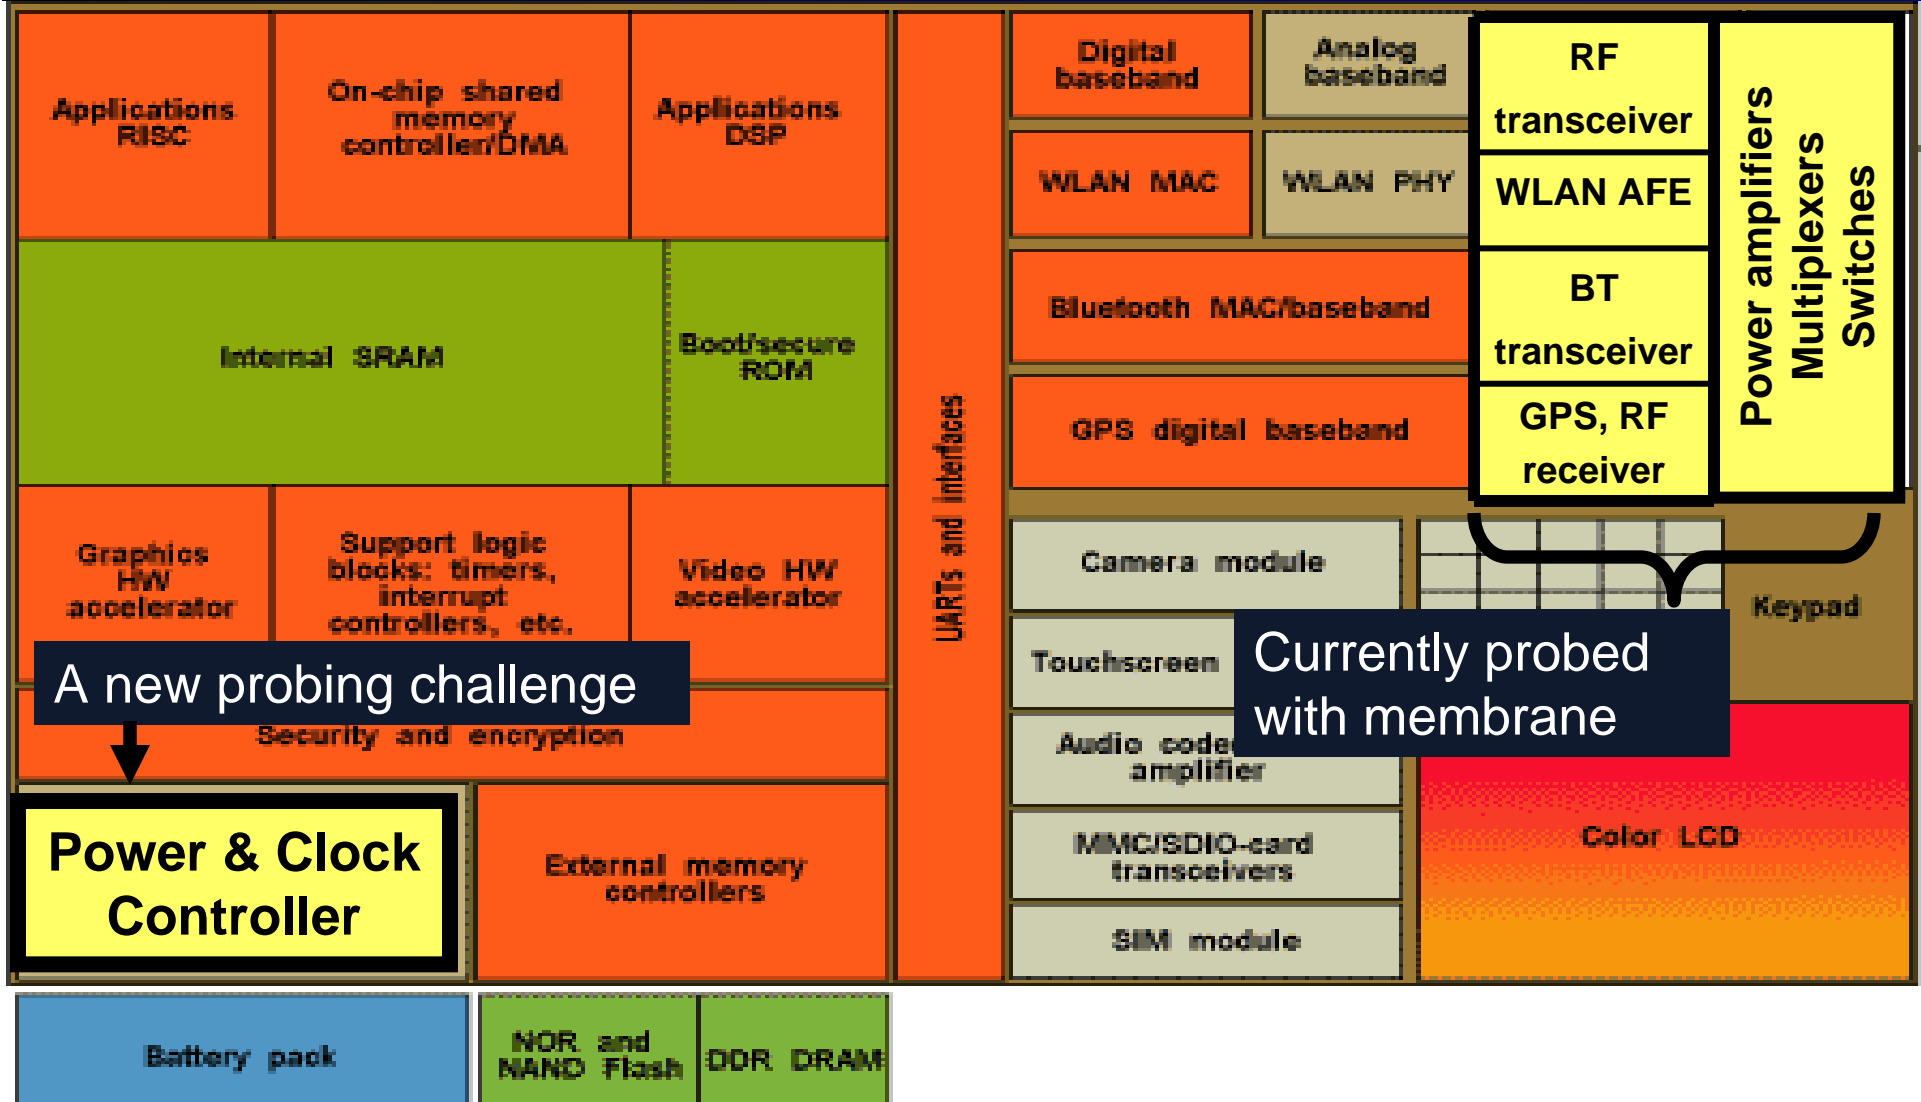 Applications
RISC
On-chip shared
memory
controller/DMA
Applications
DSP
Internal SRAM
Boot/secure
ROM
Graphics
HW
accelerator
Support logic
blocks: timers,
interrupt
controllers, etc.
Video HW
accelerator
A new probing challenge
Security and encryption
Power & Clock
Controller
External memory
controllers
Battery pack
NOR and
NAND Flash
DDR DRAM
UARTs and interfaces
Digital
baseband
Analog
baseband
WLAN MAC
WLAN PHY
Bluetooth MAC/baseband
GPS digital baseband
RF
transceiver
WLAN AFE
BT
transceiver
GPS, RF
receiver
Power amplifiers
Multiplexers
Switches
Camera module
Touchscreen
Audio
amplifier
MMC/SDIO-card
transceivers
SIM module
Keypad
Currently probed
with membrane
Color LCD